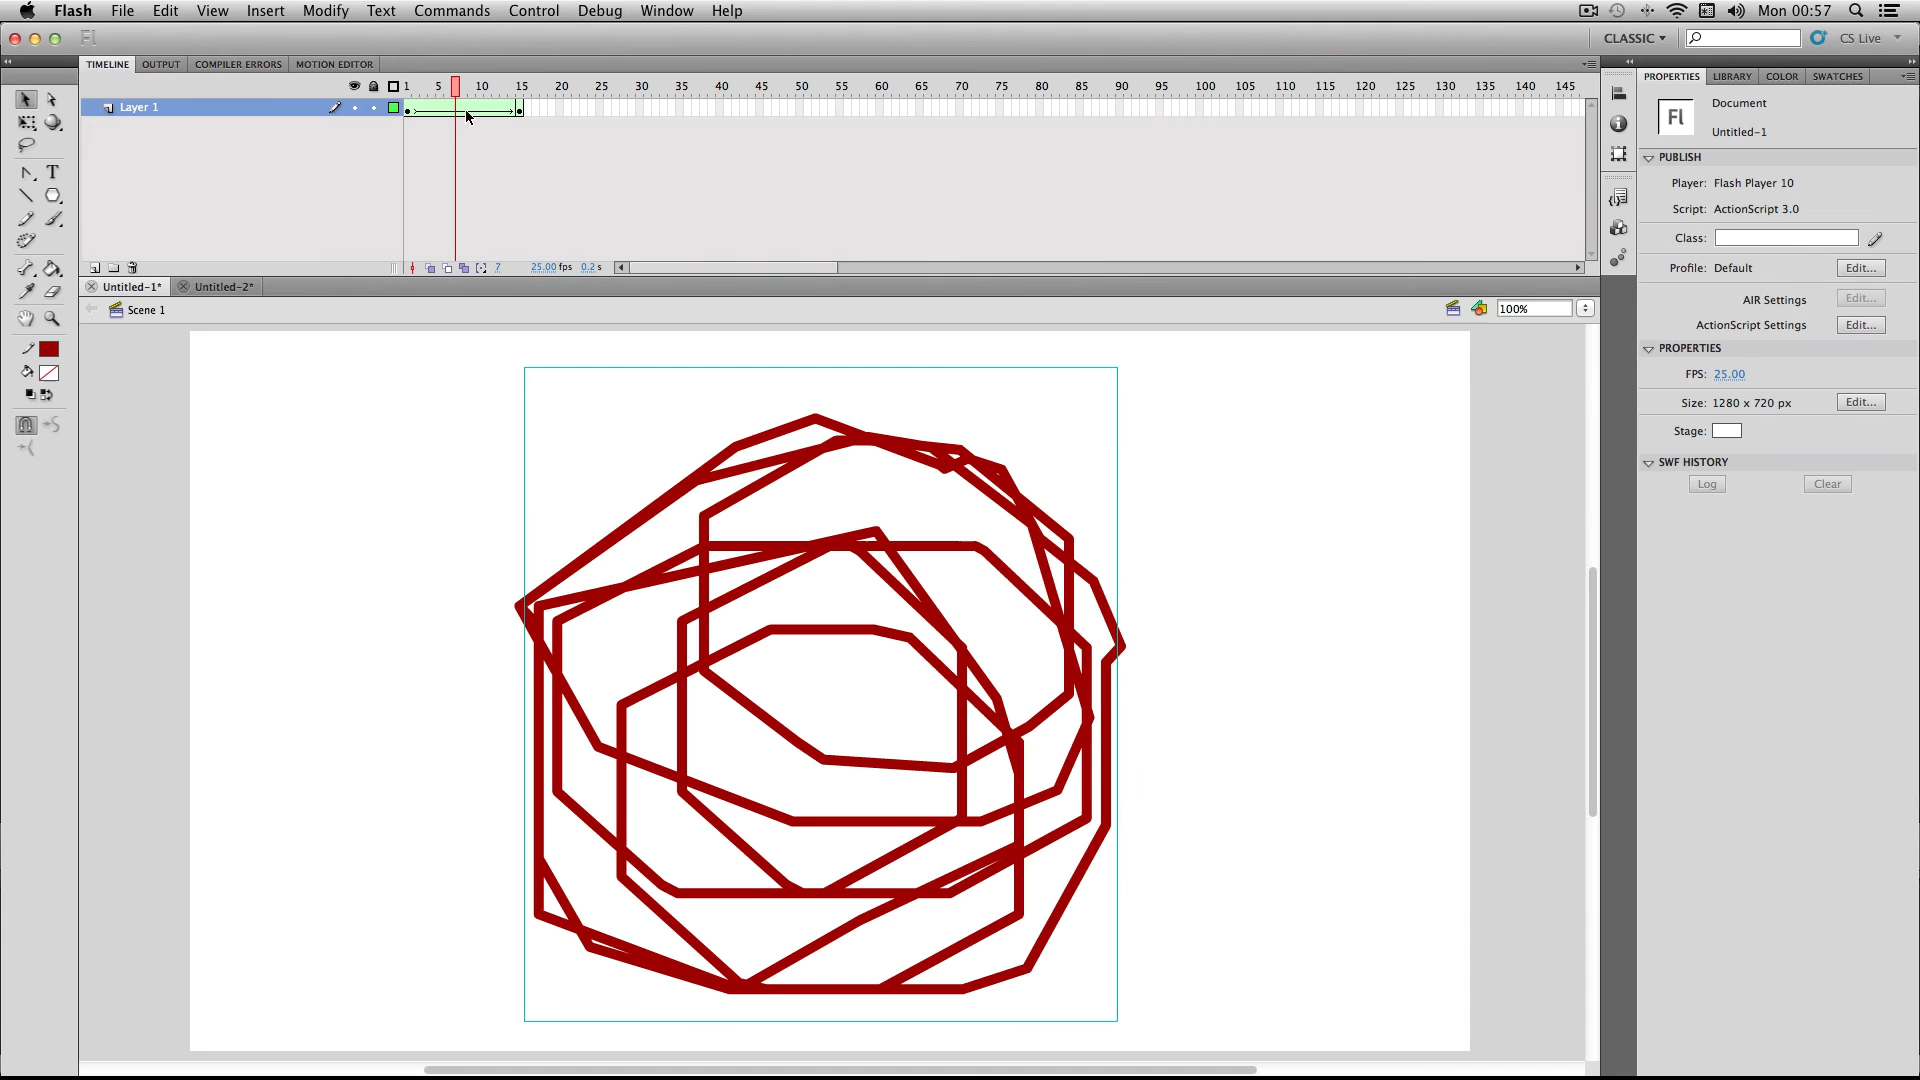 Flash File Edit View Insert Modify Text Commands Control Debug Window Help Mon 00:57
Fl CLASSIC CS Live
TIMELINE OUTPUT COMPILER ERRORS MOTION EDITOR PROPERTIES LIBRARY COLOR SWATCHES
1 5 10 15 20 25 30 35 40 45 50 55 60 65 70 75 80 85 90 95 100 105 110 115 120 125 130 135 140 145
Layer 1
Fl Document
Untitled-1
PUBLISH
Player: Flash Player 10
Script: ActionScript 3.0
Class:
Profile: Default Edit...
7 25.00 fps 0.2 s
Untitled-1* Untitled-2*
AIR Settings Edit...
Scene 1 100%
ActionScript Settings Edit...
PROPERTIES
FPS: 25.00
Size: 1280 x 720 px Edit...
Stage:
SWF HISTORY
Log Clear
T